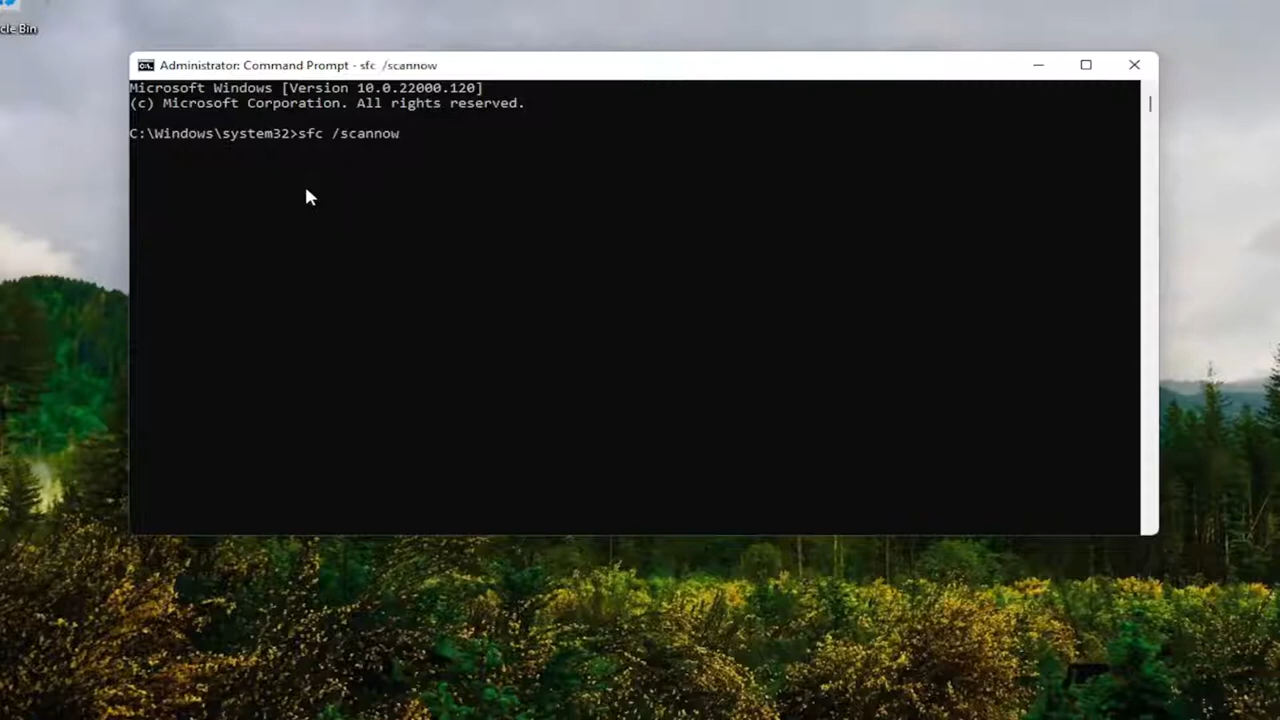 cle Bin
Administrator: Command Prompt - sfc /scannow
Microsoft Windows [Version 10.0.22000.120]
(c) Microsoft Corporation. All rights reserved.
C:\Windows\system32>sfc /scannow